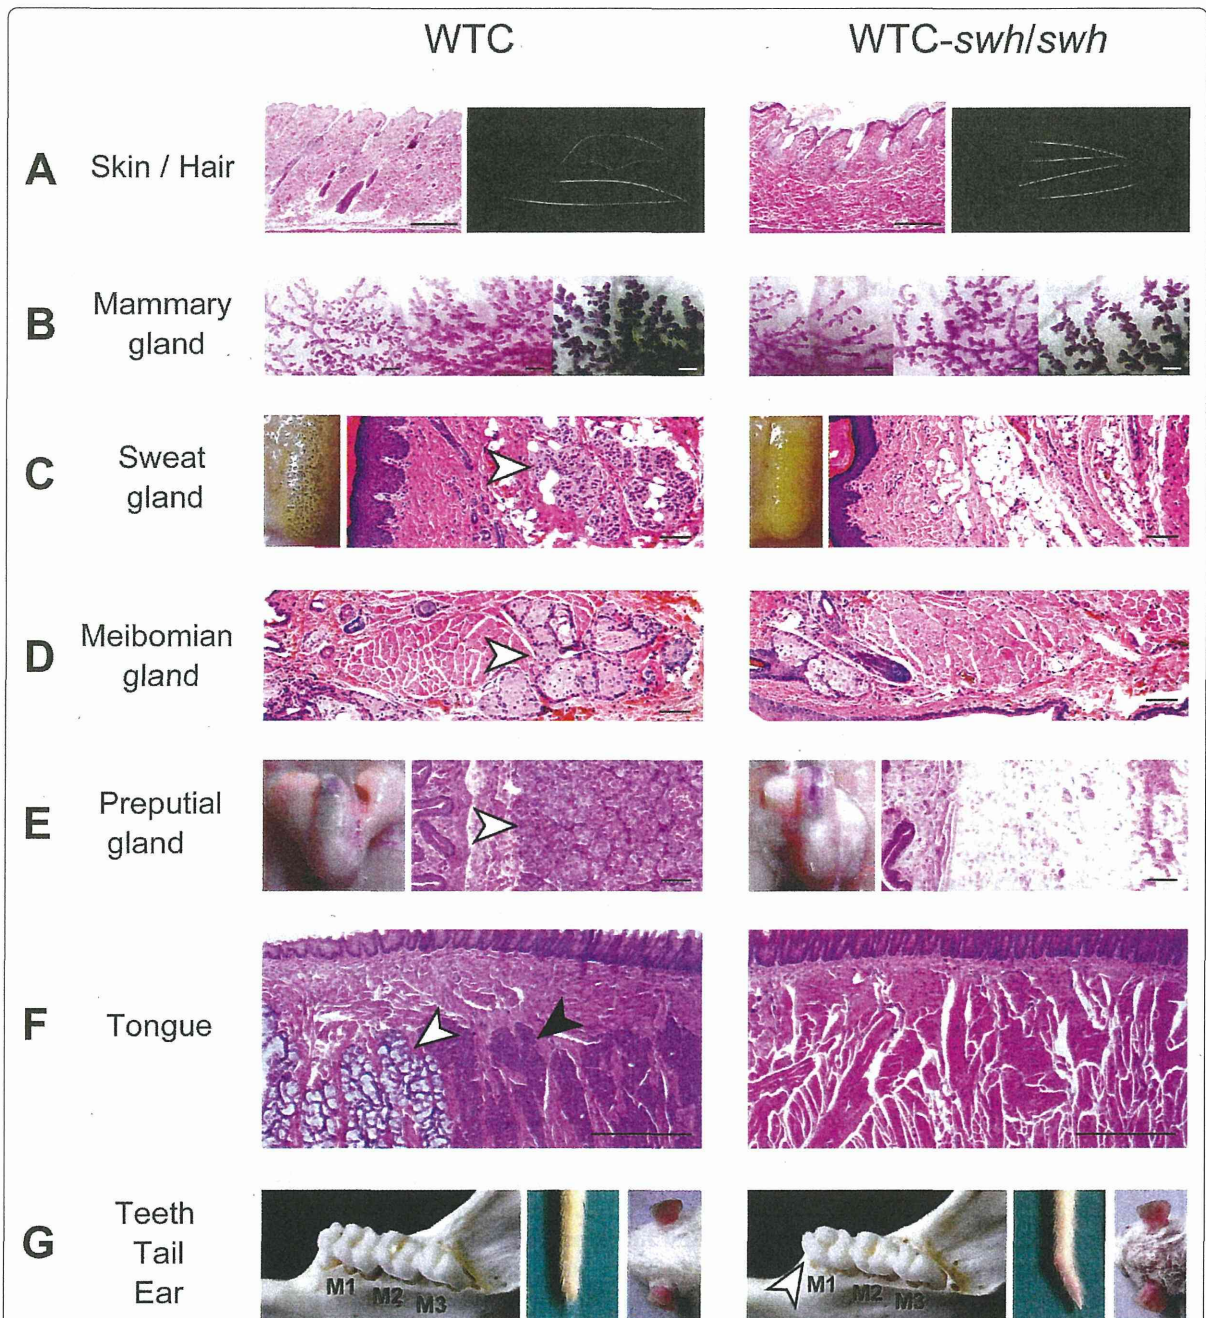 WTC
WTC-swh/swh
A
Skin / Hair
B
Mammary
gland
C
Sweat
gland
D
Meibomian
gland
E
Preputial
gland
F
Tongue
G
Teeth
Tail
Ear
M1
M2
M3
M1
M2
M3